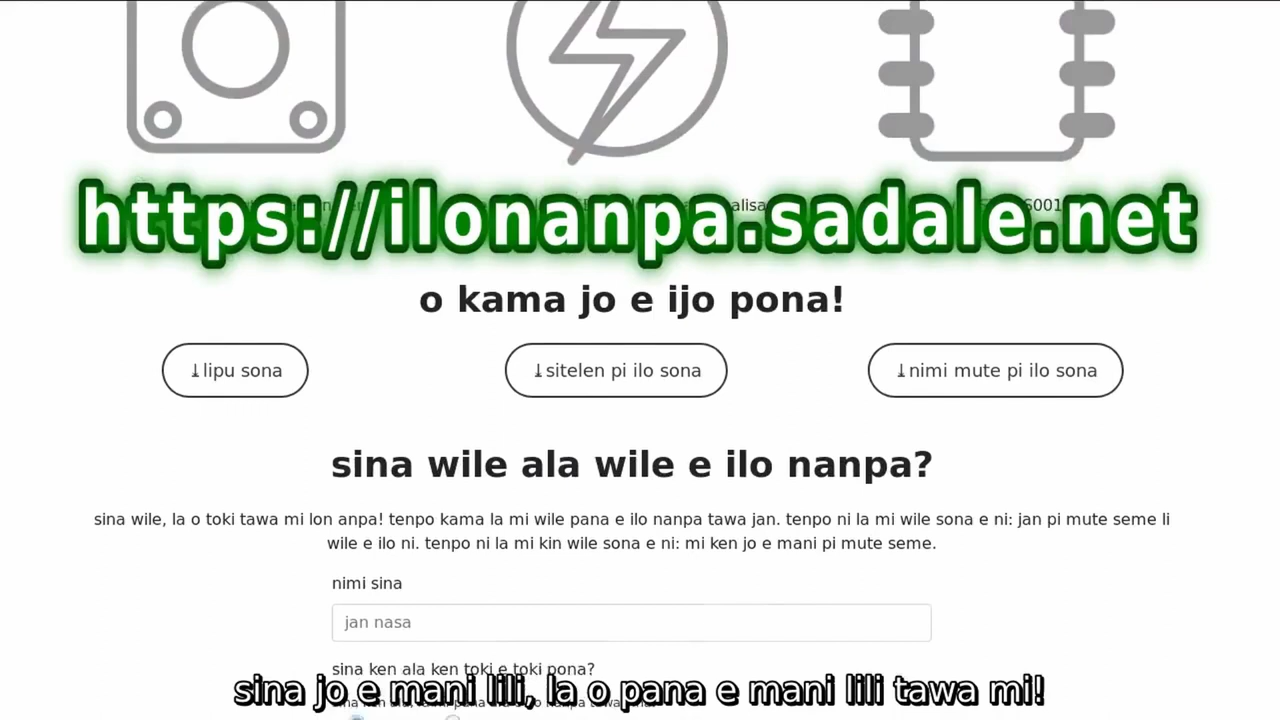 https://ilonanpa.sadale.net
o kama jo e ijo pona!
⤓lipu sona
⤓sitelen pi ilo sona
⤓nimi mute pi ilo sona
sina wile ala wile e ilo nanpa?
sina wile, la o toki tawa mi lon anpa! tenpo kama la mi wile pana e ilo nanpa tawa jan. tenpo ni la mi wile sona e ni: jan pi mute seme li
wile e ilo ni. tenpo ni la mi kin wile sona e ni: mi ken jo e mani pi mute seme.
nimi sina
jan nasa
sina ken ala ken toki e toki pona?
sina jo e mani lili, la o pana e mani lili tawa mi!